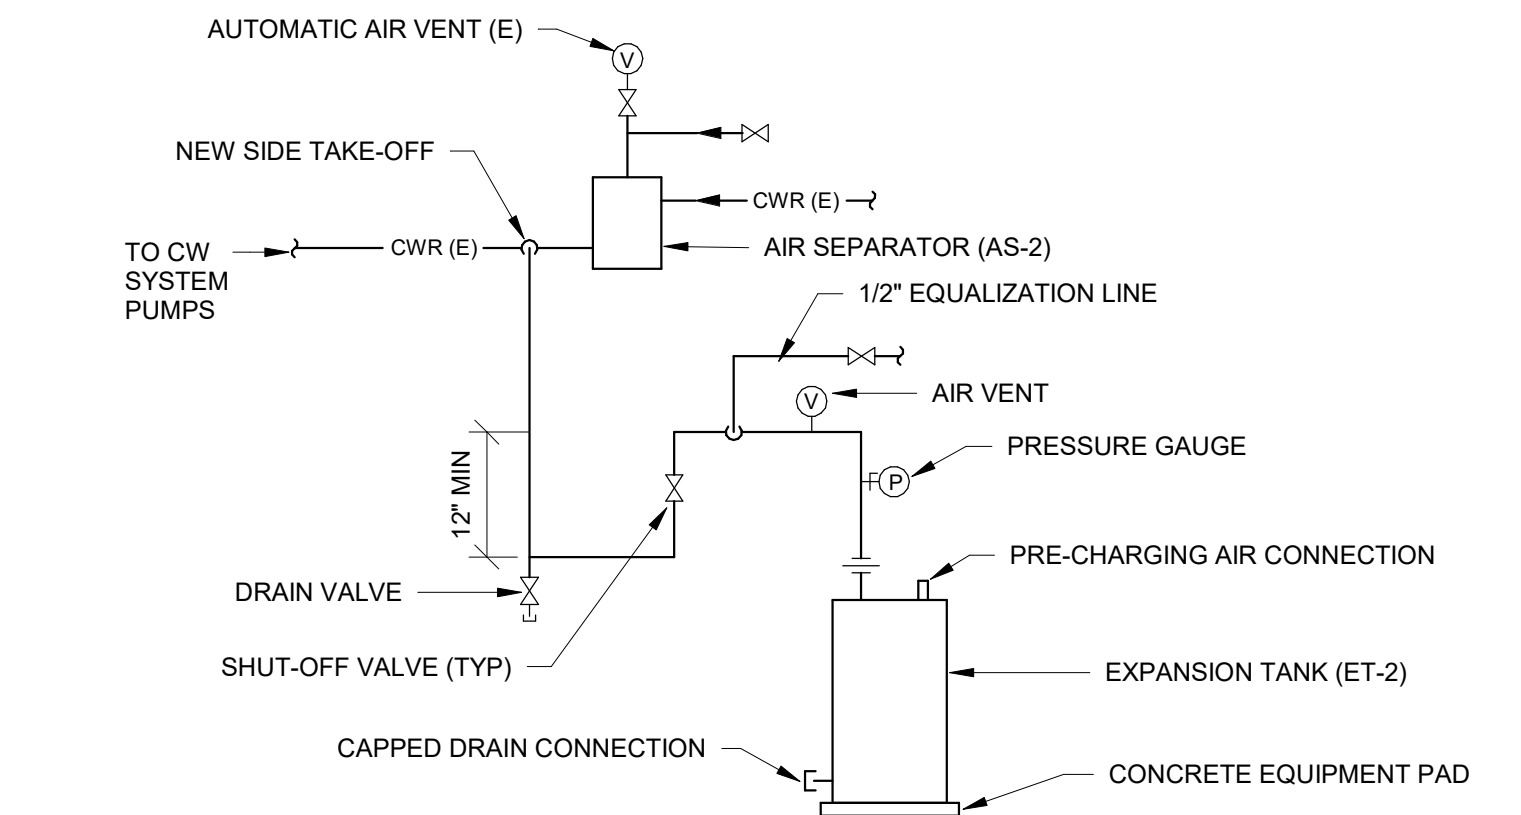 AUTOMATIC AIR VENT (E)
V
NEW SIDE TAKE-OFF
CWR (E)
TO CW
SYSTEM
PUMPS
CWR (E)
AIR SEPARATOR (AS-2)
1/2" EQUALIZATION LINE
V
AIR VENT
PRESSURE GAUGE
P
12" MIN
PRE-CHARGING AIR CONNECTION
DRAIN VALVE
SHUT-OFF VALVE (TYP)
EXPANSION TANK (ET-2)
CAPPED DRAIN CONNECTION
CONCRETE EQUIPMENT PAD